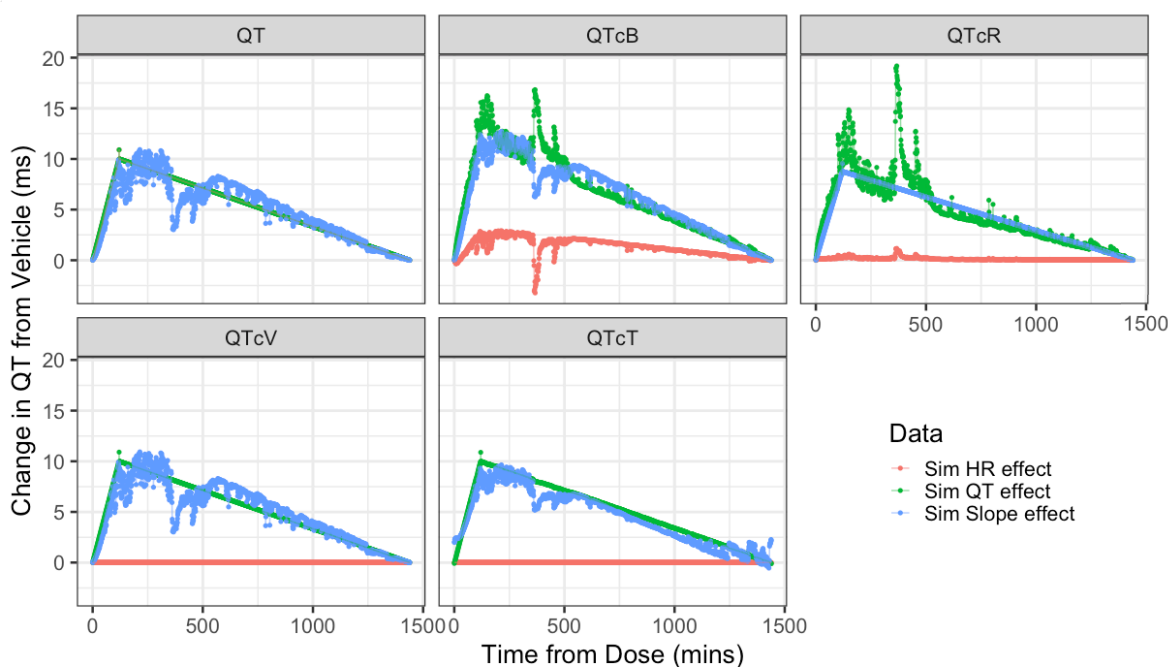 QT
QTcB
QTcR
20
15
10
5
0
0
500
1000
1500
QTcV
QTcT
20
15
10
5
0
0
500
1000
1500
0
500
1000
1500
Change in QT from Vehicle (ms)
Time from Dose (mins)
Data
Sim HR effect
Sim QT effect
Sim Slope effect